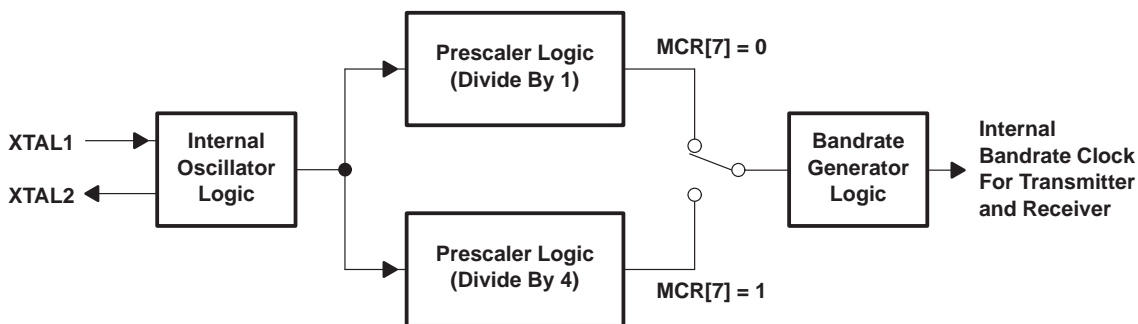 Prescaler Logic
(Divide By 1)
MCR[7] = 0
XTAL1
XTAL2
Internal
Oscillator
Logic
Bandrate
Generator
Logic
Internal
Bandrate Clock
For Transmitter
and Receiver
Prescaler Logic
(Divide By 4)
MCR[7] = 1